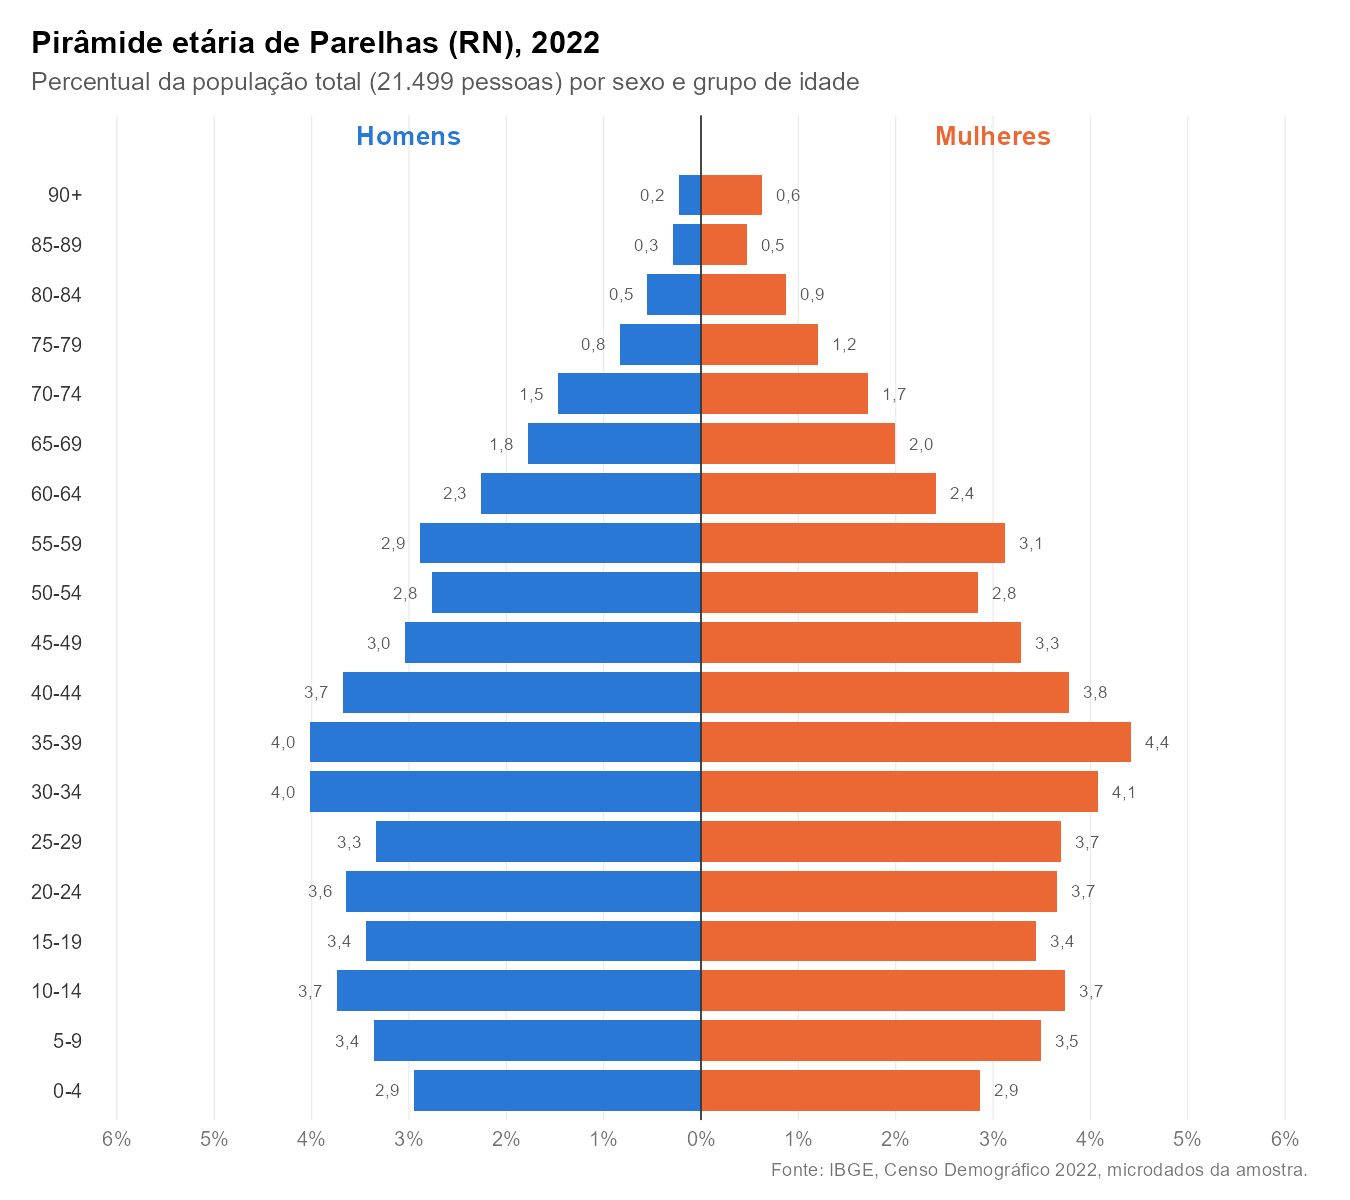 Pirâmide etária de Parelhas (RN), 2022
Percentual da população total (21.499 pessoas) por sexo e grupo de idade
Homens Mulheres
90+ 0,2 0,6
85-89 0,3 0,5
80-84 0,5 0,9
75-79 0,8 1,2
70-74 1,5 1,7
65-69 1,8 2,0
60-64 2,3 2,4
55-59 2,9 3,1
50-54 2,8 2,8
45-49 3,0 3,3
40-44 3,7 3,8
35-39 4,0 4,4
30-34 4,0 4,1
25-29 3,3 3,7
20-24 3,6 3,7
15-19 3,4 3,4
10-14 3,7 3,7
5-9 3,4 3,5
0-4 2,9 2,9
6% 5% 4% 3% 2% 1% 0% 1% 2% 3% 4% 5% 6%
Fonte: IBGE, Censo Demográfico 2022, microdados da amostra.